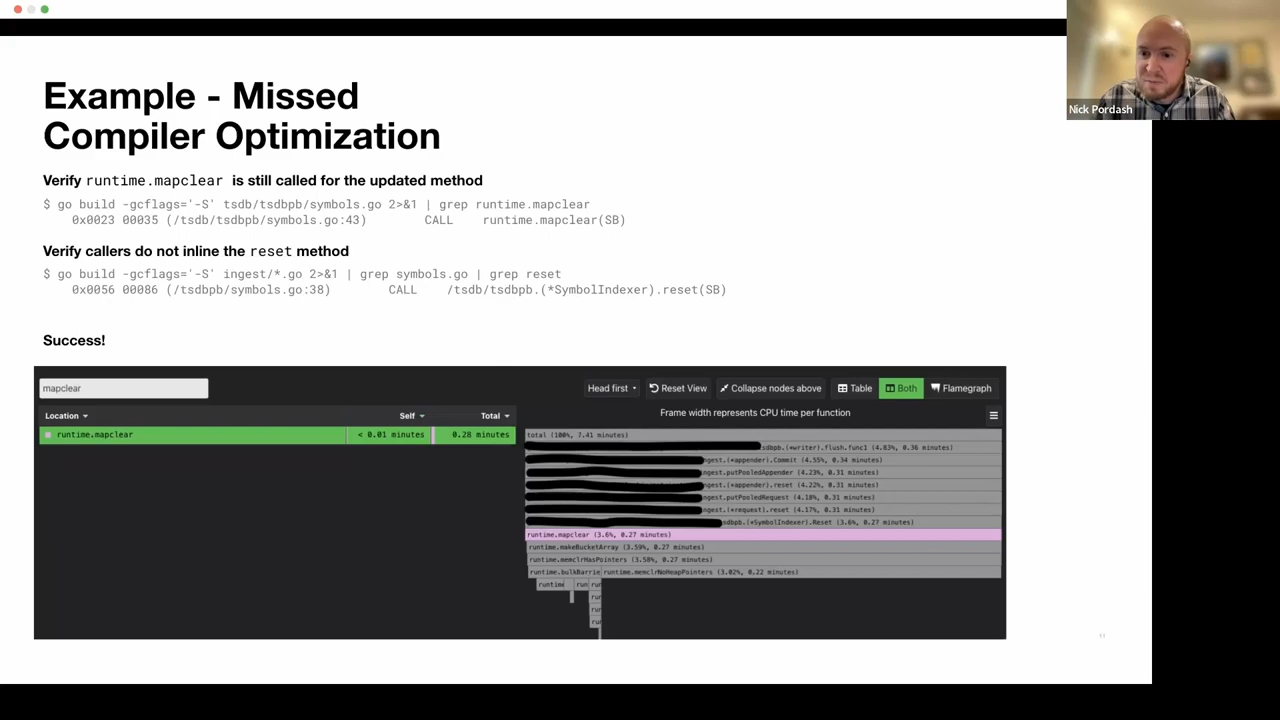 Nick Pordash
Example - Missed
Compiler Optimization
Verify runtime.mapclear is still called for the updated method
$ go build -gcflags='-S' tsdb/tsdbpb/symbols.go 2>&1 | grep runtime.mapclear
0x0023 00035 (/tsdb/tsdbpb/symbols.go:43) CALL runtime.mapclear(SB)
Verify callers do not inline the reset method
$ go build -gcflags='-S' ingest/*.go 2>&1 | grep symbols.go | grep reset
0x0056 00086 (/tsdbpb/symbols.go:38) CALL /tsdb/tsdbpb.(*SymbolIndexer).reset(SB)
Success!
mapclear
Head first
Reset View
Collapse nodes above
Table
Both
Flamegraph
Location Self Total
runtime.mapclear < 0.01 minutes 0.28 minutes
Frame width represents CPU time per function
total (100%, 7.41 minutes)
sdbpb.(*writer).flush.func1 (4.83%, 0.36 minutes)
ngest.(*appender).Commit (4.55%, 0.34 minutes)
ngest.putPooledAppender (4.23%, 0.31 minutes)
ngest.(*appender).reset (4.22%, 0.31 minutes)
ngest.putPooledRequest (4.18%, 0.31 minutes)
ngest.(*request).reset (4.17%, 0.31 minutes)
sdbpb.(*SymbolIndexer).Reset (3.6%, 0.27 minutes)
runtime.mapclear (3.6%, 0.27 minutes)
runtime.makeBucketArray (3.59%, 0.27 minutes)
runtime.memclrHasPointers (3.58%, 0.27 minutes)
runtime.bulkBarrie runtime.memclrNoHeapPointers (3.02%, 0.22 minutes)
runtime run run
run
run
run